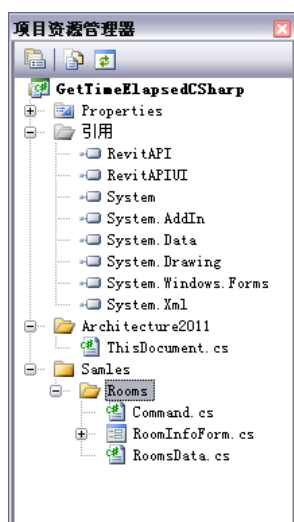 项目资源管理器
GetTimeElapsedCSharp
Properties
引用
RevitAPI
RevitAPIUI
System
System.AddIn
System.Data
System.Drawing
System.Windows.Forms
System.Xml
Architecture2011
ThisDocument.cs
Samles
Rooms
Command.cs
RoomInfoForm.cs
RoomsData.cs